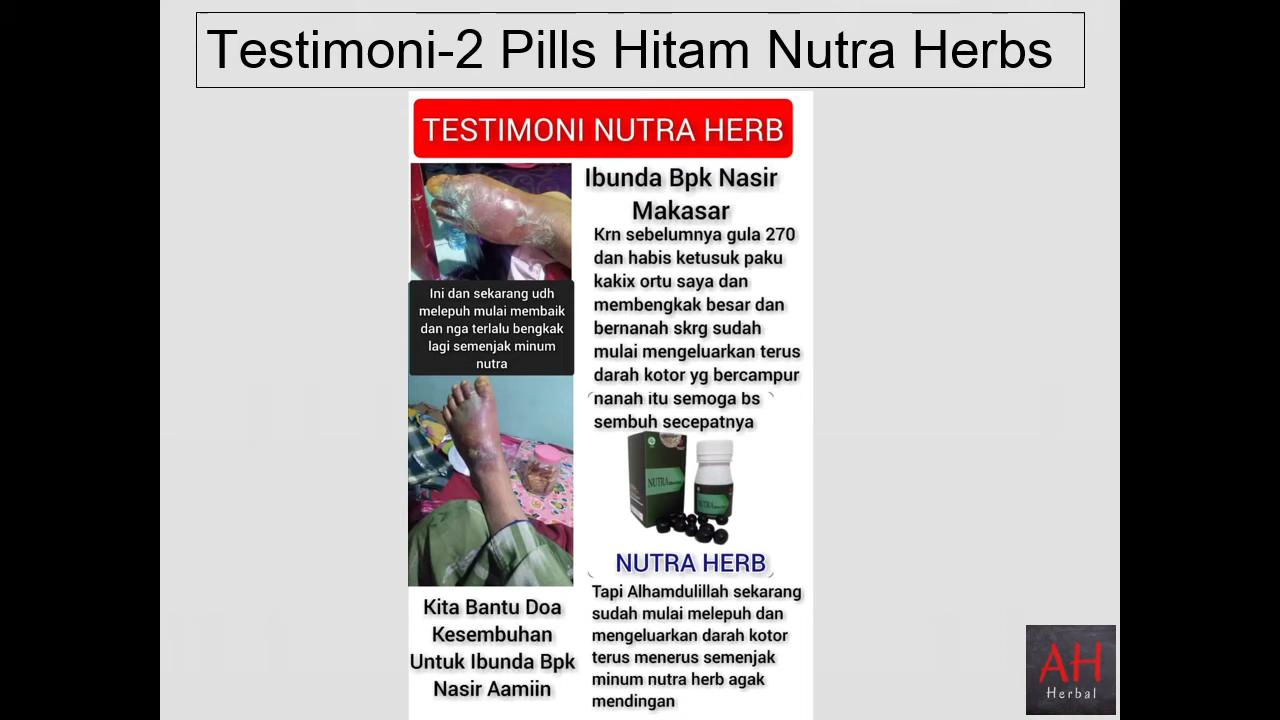 Testimoni-2 Pills Hitam Nutra Herbs
TESTIMONI NUTRA HERB
Ibunda Bpk Nasir
Makasar
Krn sebelumnya gula 270
dan habis ketusuk paku
kakix ortu saya dan
membengkak besar dan
bernanah skrg sudah
mulai mengeluarkan terus
darah kotor yg bercampur
nanah itu semoga bs
sembuh secepatnya
Ini dan sekarang udh
melepuh mulai membaik
dan nga terlalu bengkak
lagi semenjak minum
nutra
NUTRA
NUTRA
NUTRA HERB
Tapi Alhamdulillah sekarang
sudah mulai melepuh dan
mengeluarkan darah kotor
terus menerus semenjak
minum nutra herb agak
mendingan
Kita Bantu Doa
Kesembuhan
Untuk Ibunda Bpk
Nasir Aamiin
AH
Herbal